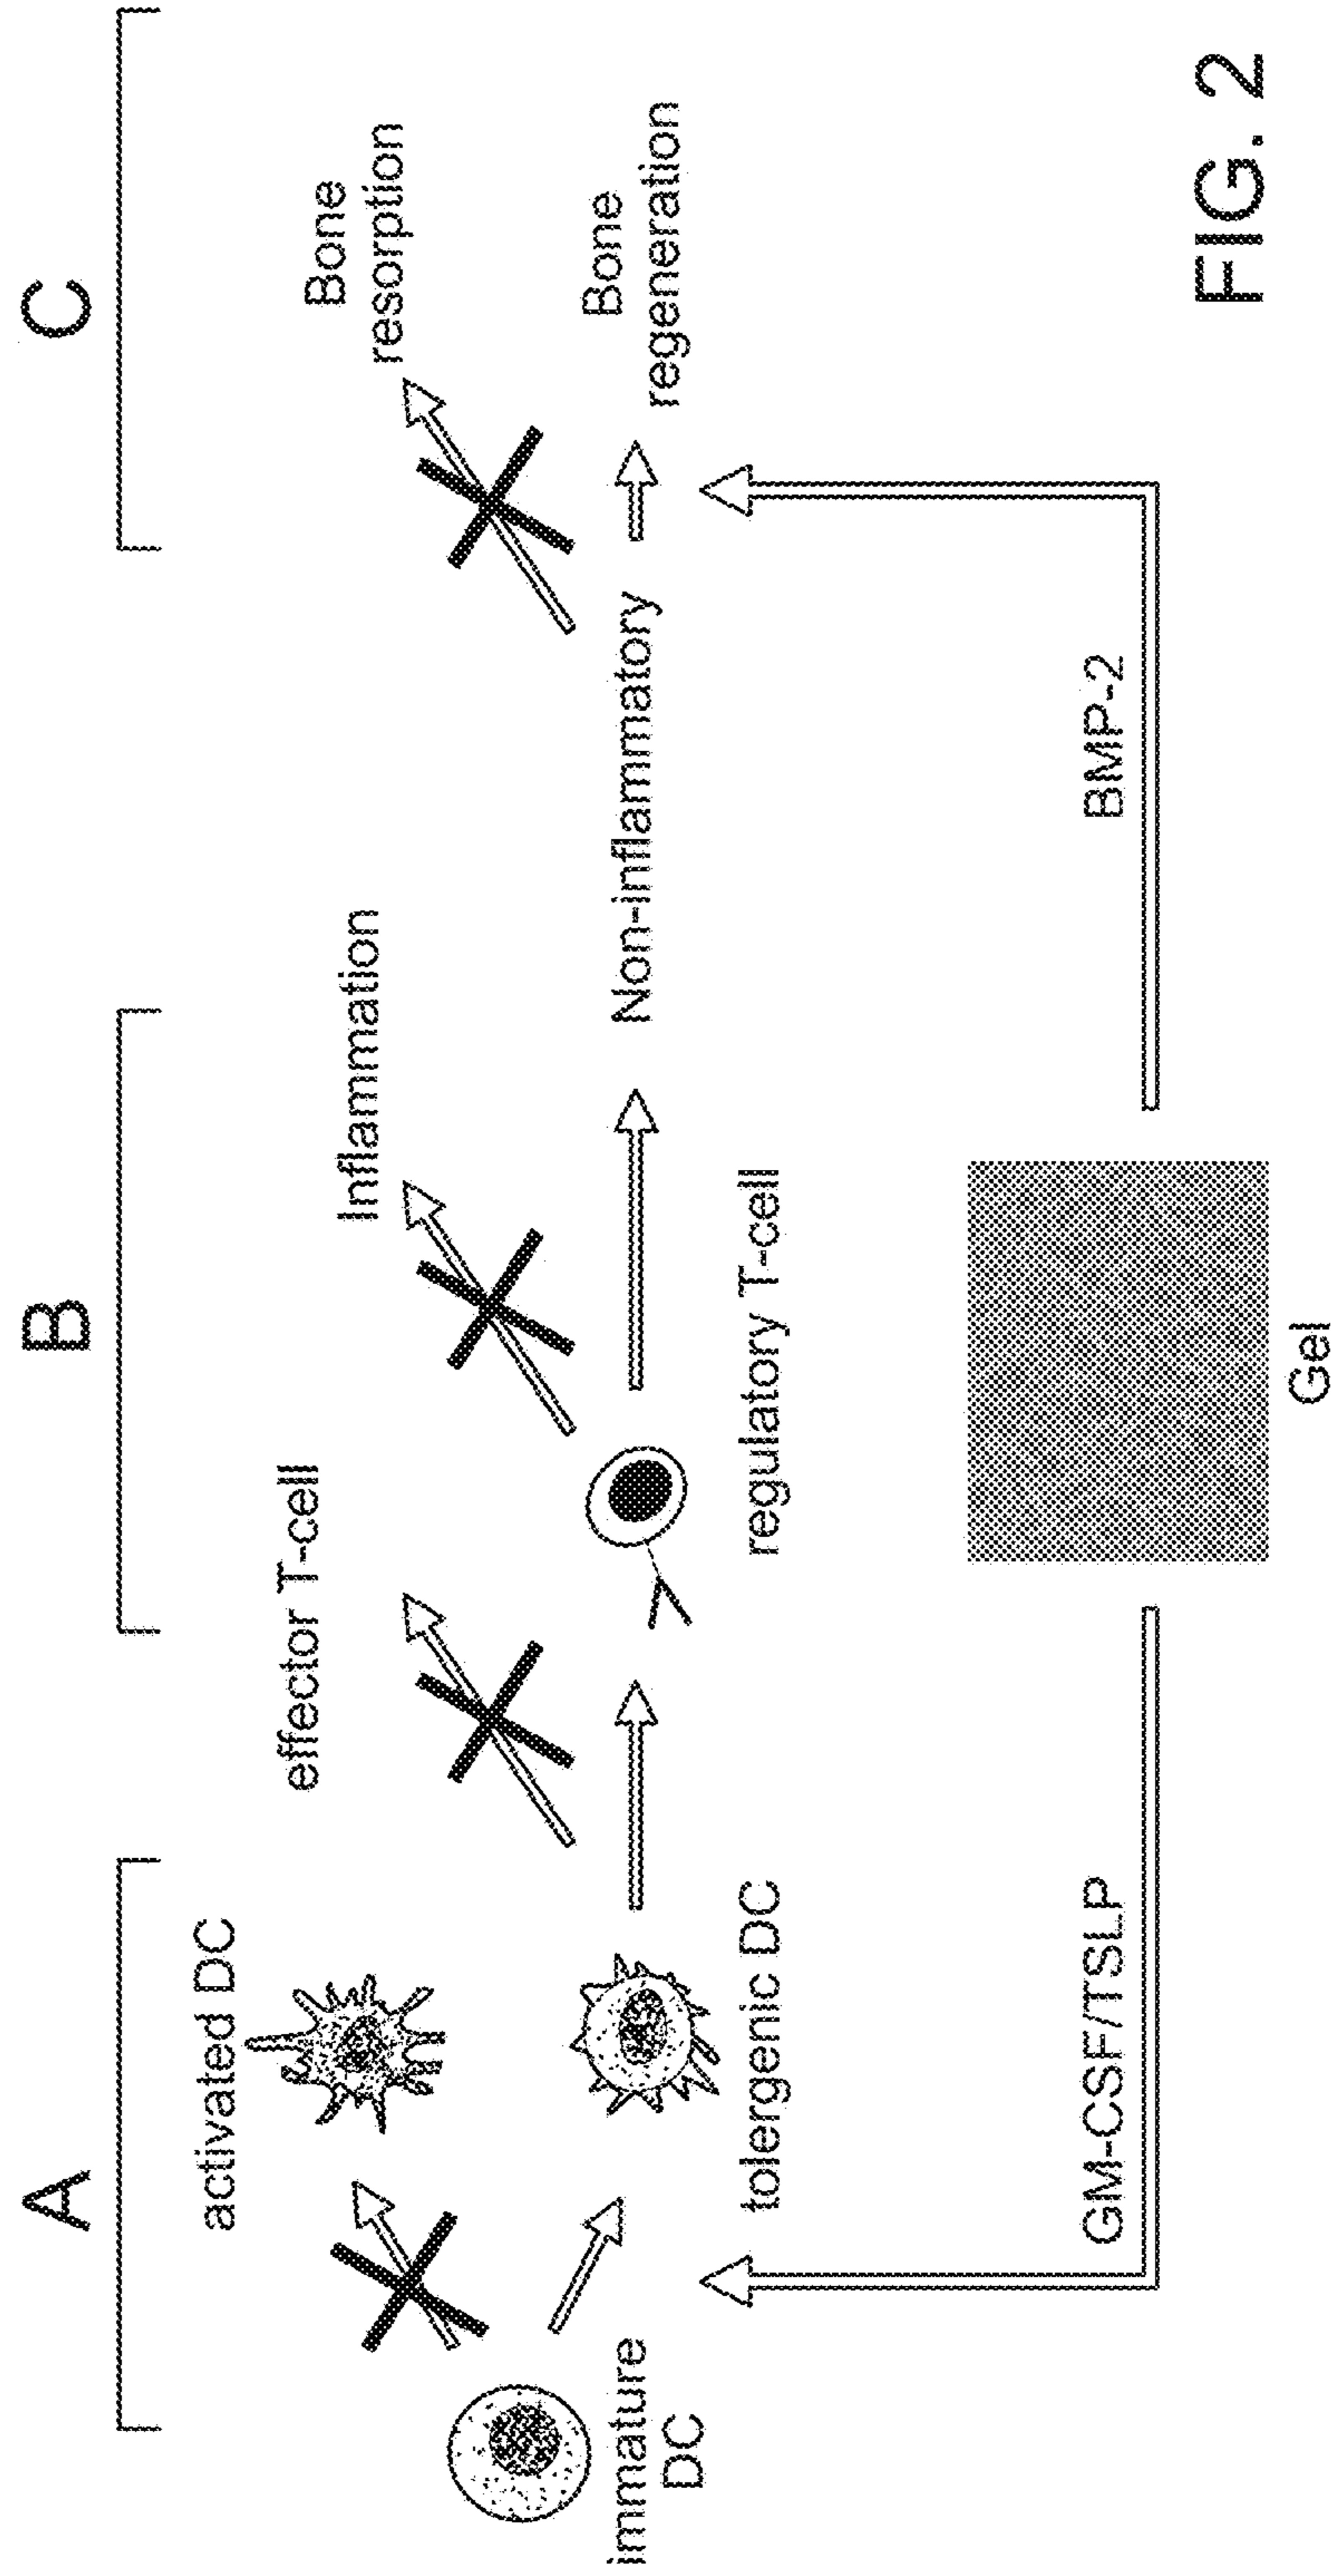 A
B
C
activated DC
effector T-cell
Inflammation
Bone
resorption
immature
DC
tolergenic DC
regulatory T-cell
Non-inflammatory
Bone
regeneration
GM-CSF/TSLP
BMP-2
Gel
FIG. 2